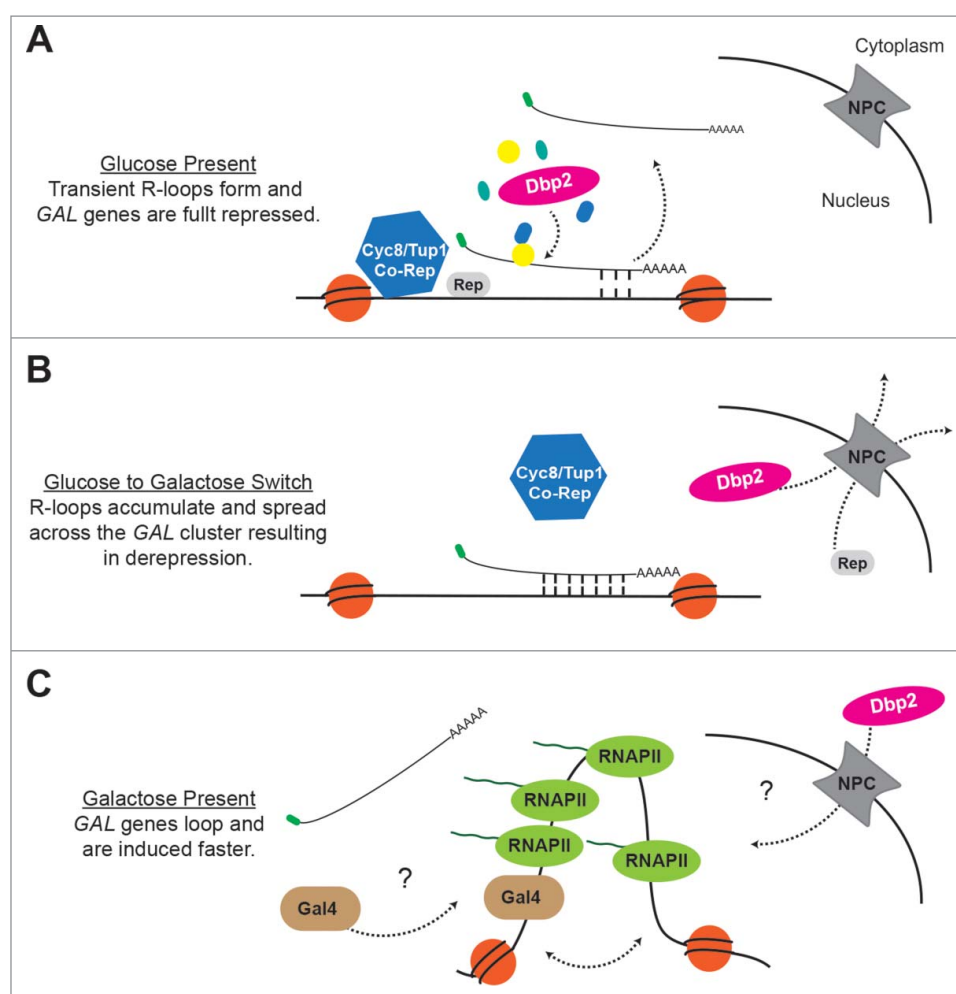 A
Cytoplasm
NPC
AAAAA
Glucose Present
Transient R-loops form and
GAL genes are fullt repressed.
Dbp2
Nucleus
Cyc8/Tup1
Co-Rep
Rep
AAAAA
B
Glucose to Galactose Switch
R-loops accumulate and spread
across the GAL cluster resulting
in derepression.
Cyc8/Tup1
Co-Rep
Dbp2
NPC
Rep
AAAAA
C
AAAAA
Dbp2
RNAPII
NPC
?
Galactose Present
GAL genes loop and
are induced faster.
RNAPII
RNAPII
RNAPII
?
Gal4
Gal4